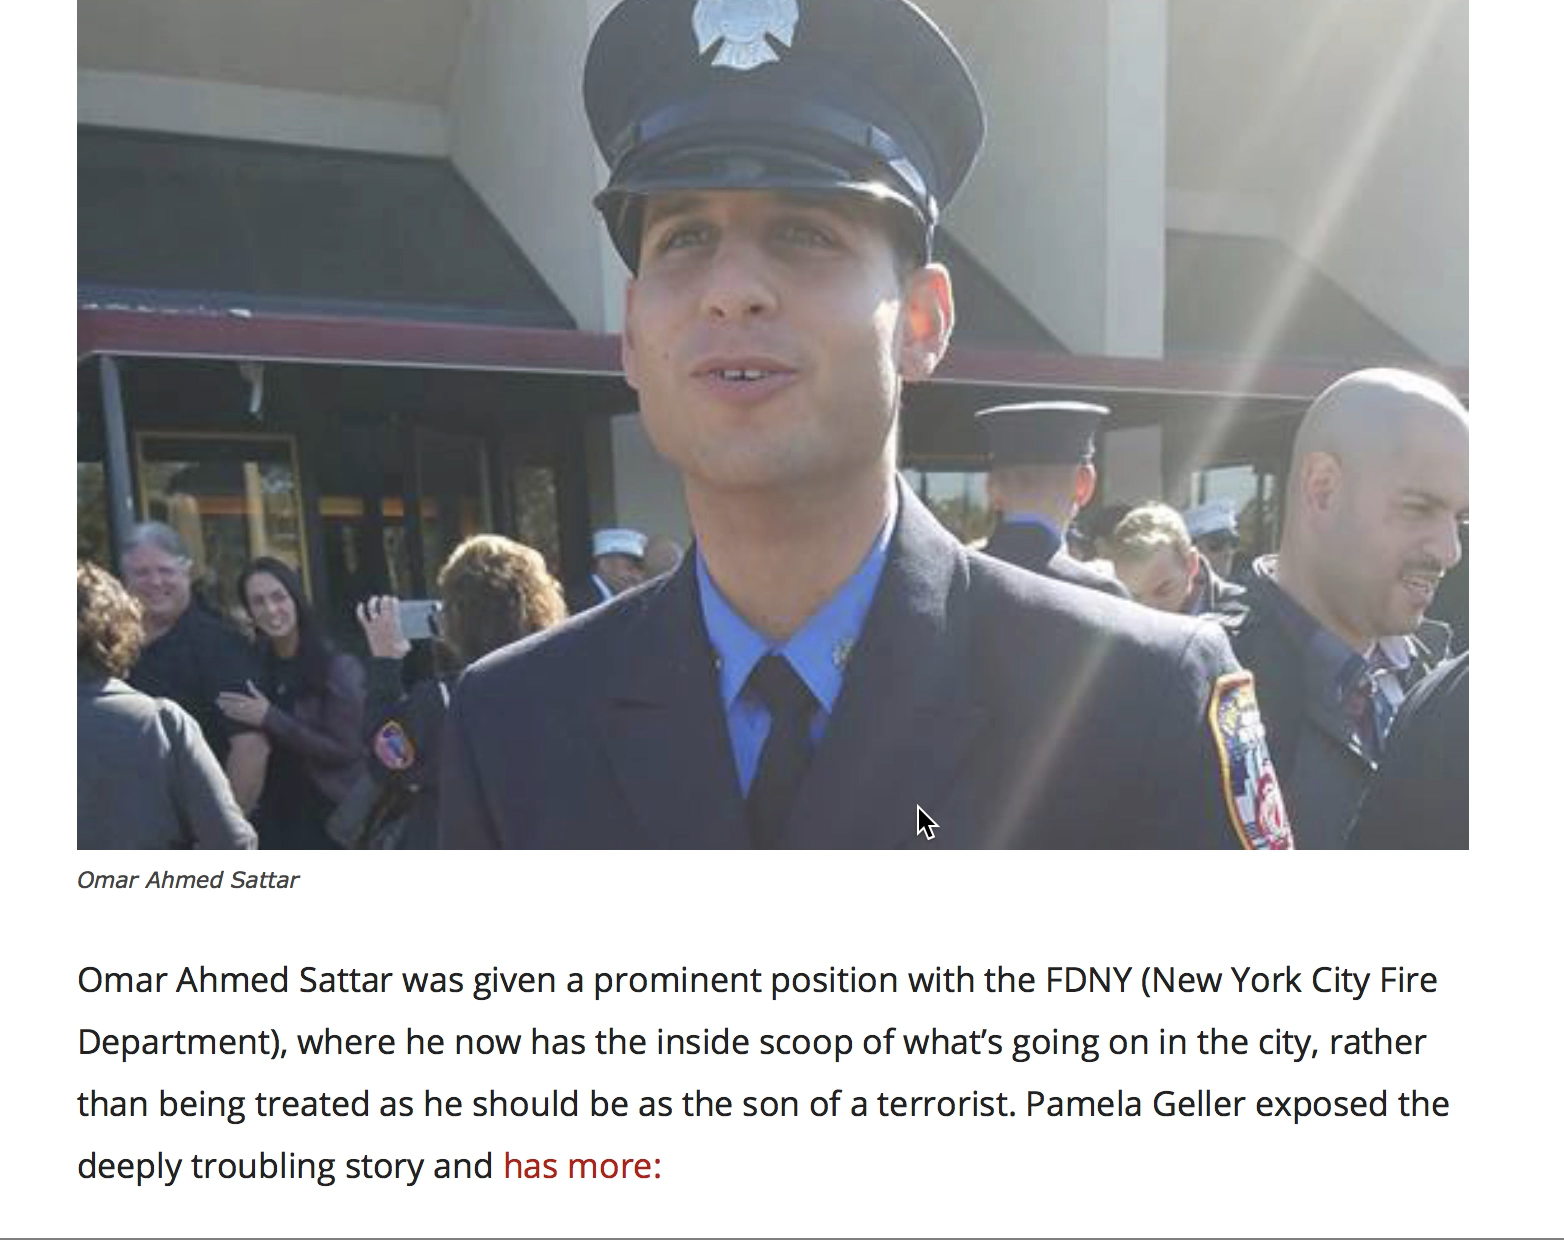 Omar Ahmed Sattar
Omar Ahmed Sattar was given a prominent position with the FDNY (New York City Fire
Department), where he now has the inside scoop of what’s going on in the city, rather
than being treated as he should be as the son of a terrorist. Pamela Geller exposed the
deeply troubling story and has more: